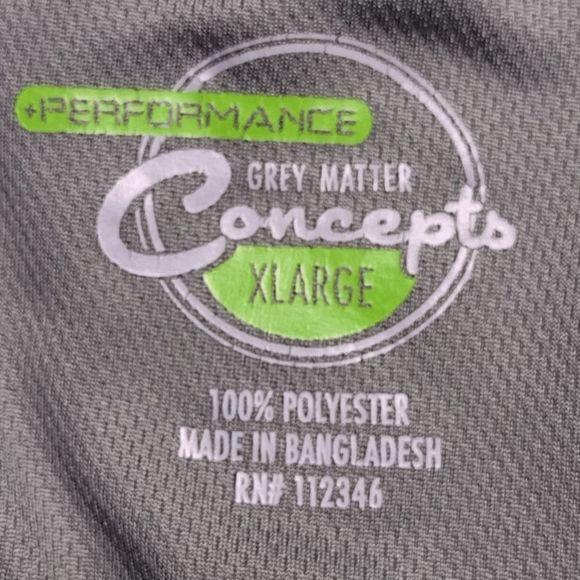 +PERFORMANCE
GREY MATTER
Concepts
XLARGE
100% POLYESTER
MADE IN BANGLADESH
RN# 112346